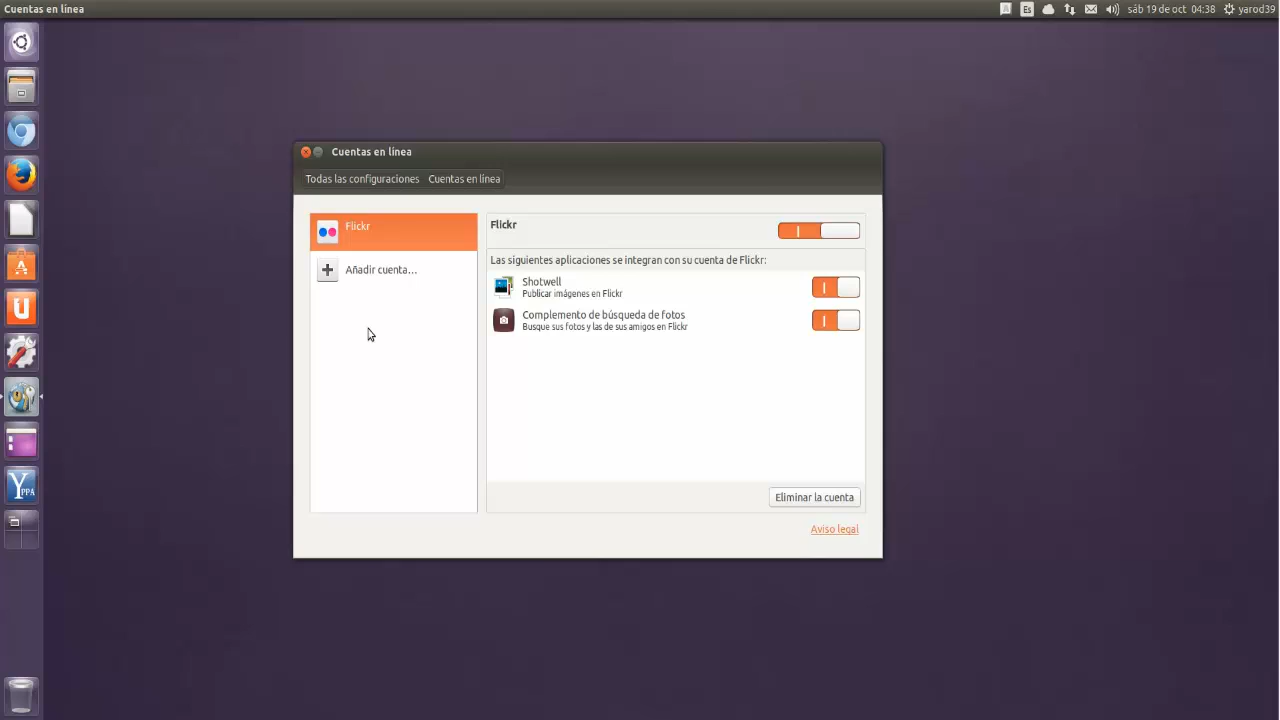 Cuentas en línea
Es
sáb 19 de oct 04:38
yarod39
Cuentas en línea
Todas las configuraciones
Cuentas en línea
Flickr
Añadir cuenta...
Flickr
Las siguientes aplicaciones se integran con su cuenta de Flickr:
Shotwell
Publicar imágenes en Flickr
Complemento de búsqueda de fotos
Busque sus fotos y las de sus amigos en Flickr
Eliminar la cuenta
Aviso legal
YPPA